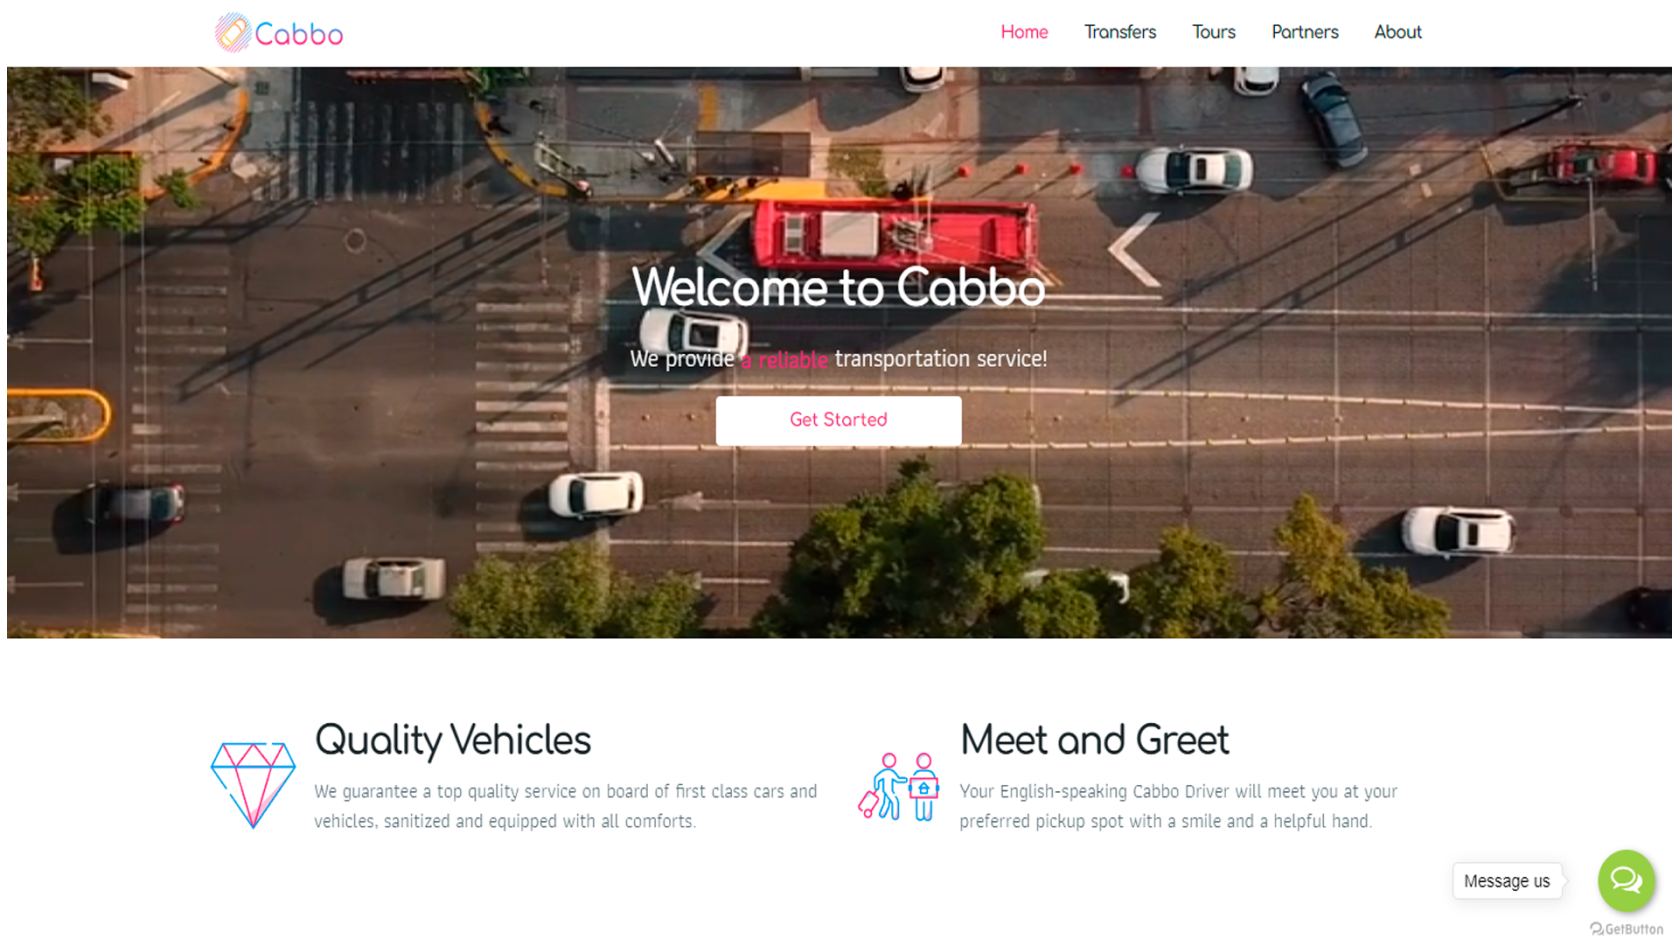 Cabbo
Home Transfers Tours Partners About
Welcome to Cabbo
We provide a reliable transportation service!
Get Started
Quality Vehicles
We guarantee a top quality service on board of first class cars and
vehicles, sanitized and equipped with all comforts.
Meet and Greet
Your English-speaking Cabbo Driver will meet you at your
preferred pickup spot with a smile and a helpful hand.
Message us
GetButton